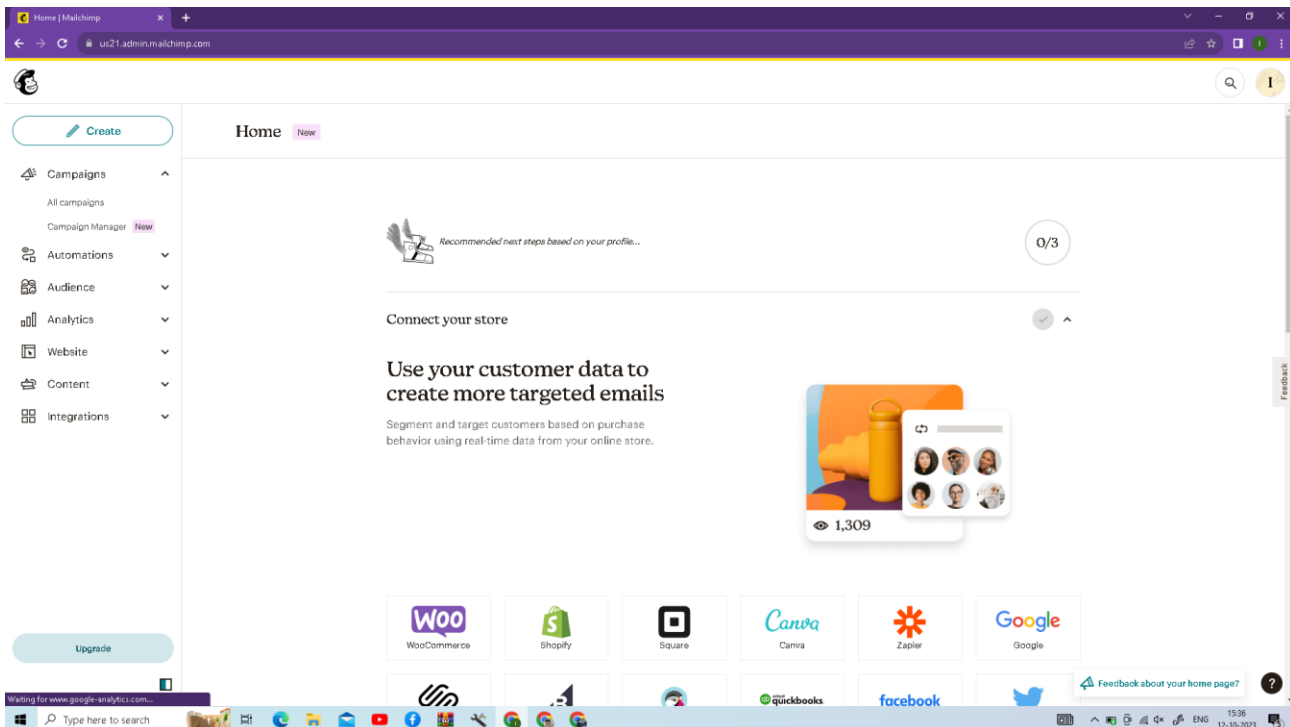 Home | Mailchimp
us21.admin.mailchimp.com
I
Create
Home New
Campaigns
All campaigns
Campaign Manager New
Automations
Audience
Analytics
Website
Content
Integrations
Upgrade
Recommended next steps based on your profile...
0/3
Connect your store
Use your customer data to
create more targeted emails
Segment and target customers based on purchase
behavior using real-time data from your online store.
1,309
WOO
WooCommerce
Shopify
Square
Canva
Canva
Zapier
Google
Google
quickbooks
facebook
Feedback
Feedback about your home page?
?
Waiting for www.google-analytics.com...
Type here to search
ENG
15:36
12-10-2023